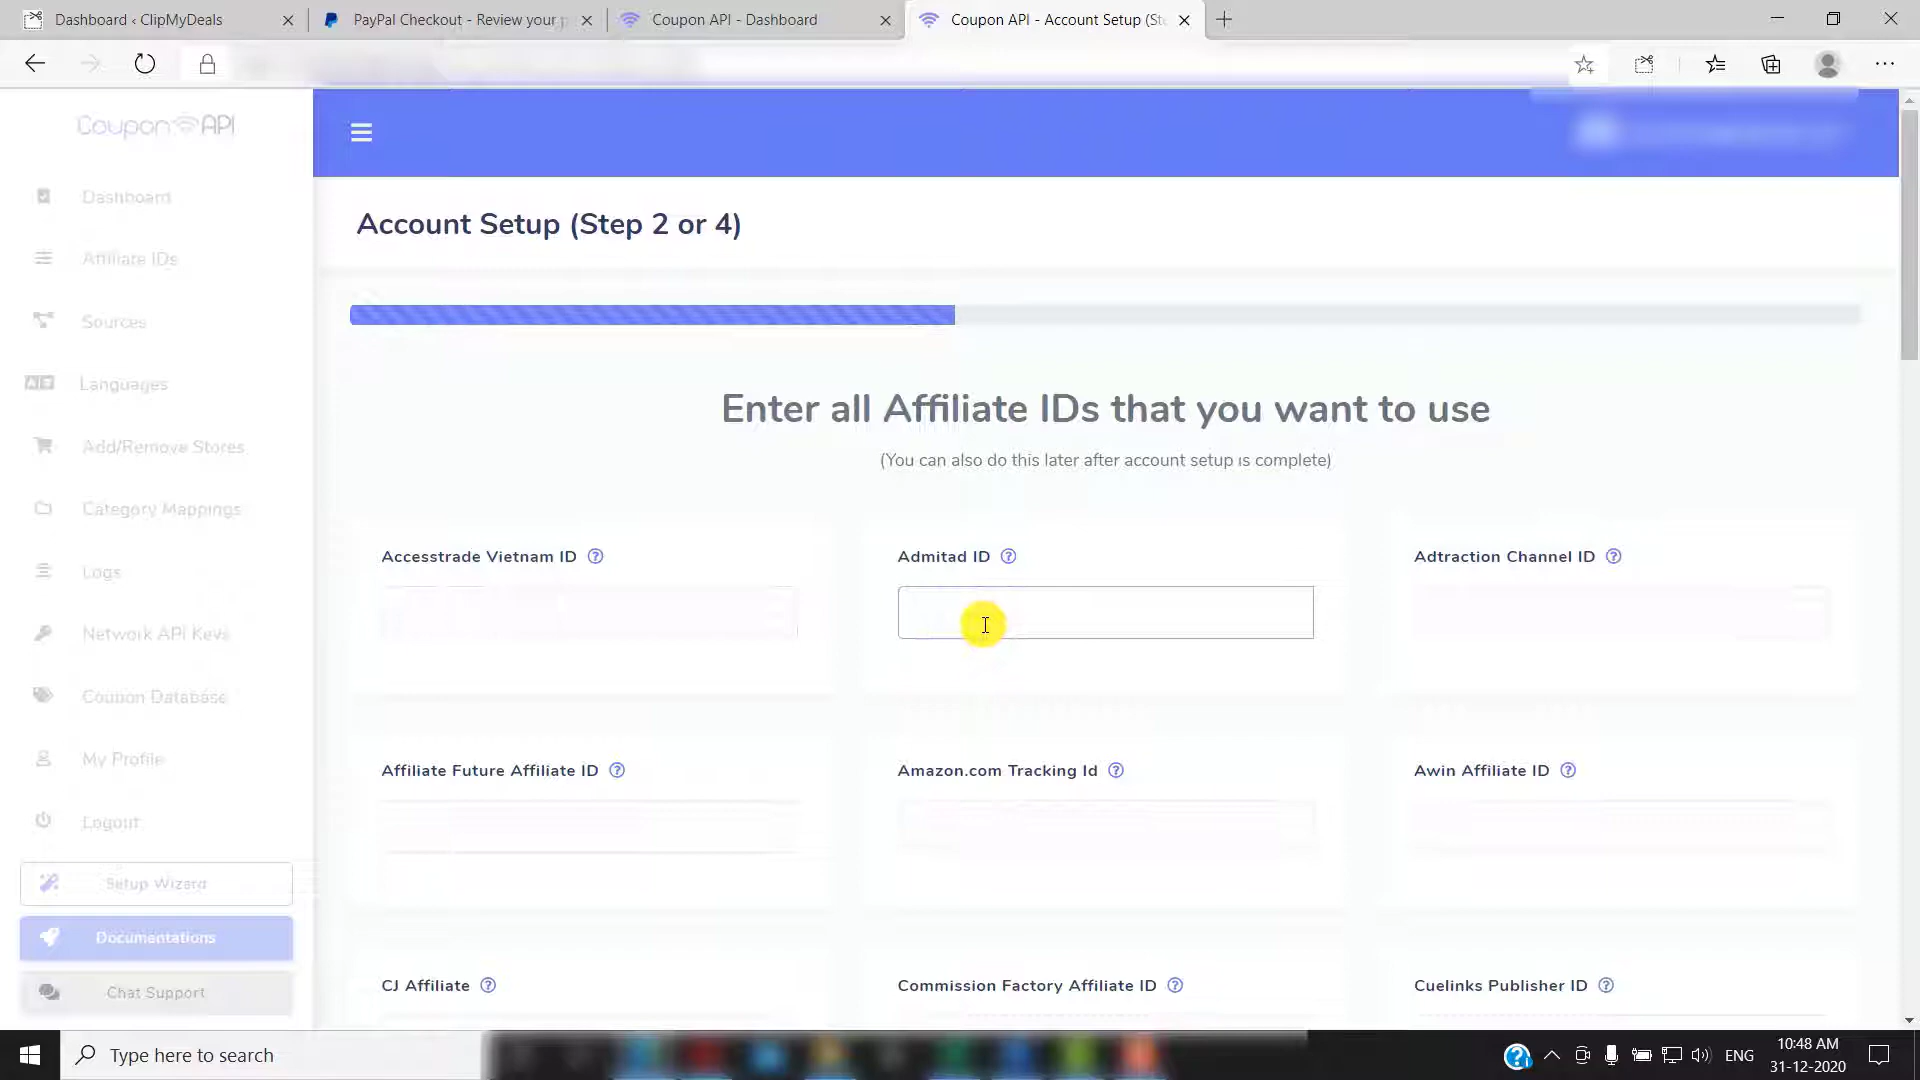 Dashboard ‹ ClipMyDeals
PayPal Checkout - Review your p
Coupon API - Dashboard
Coupon API - Account Setup (St
Coupon API
Account Setup (Step 2 or 4)
Dashboard
Affiliate IDs
Sources
Languages
Add/Remove Stores
Category Mappings
Logs
Network API Keys
Coupon Database
My Profile
Logout
Setup Wizard
Documentations
Chat Support
Enter all Affiliate IDs that you want to use
(You can also do this later after account setup is complete)
Accesstrade Vietnam ID
Admitad ID
Adtraction Channel ID
Affiliate Future Affiliate ID
Amazon.com Tracking Id
Awin Affiliate ID
CJ Affiliate
Commission Factory Affiliate ID
Cuelinks Publisher ID
Type here to search
ENG
10:48 AM
31-12-2020